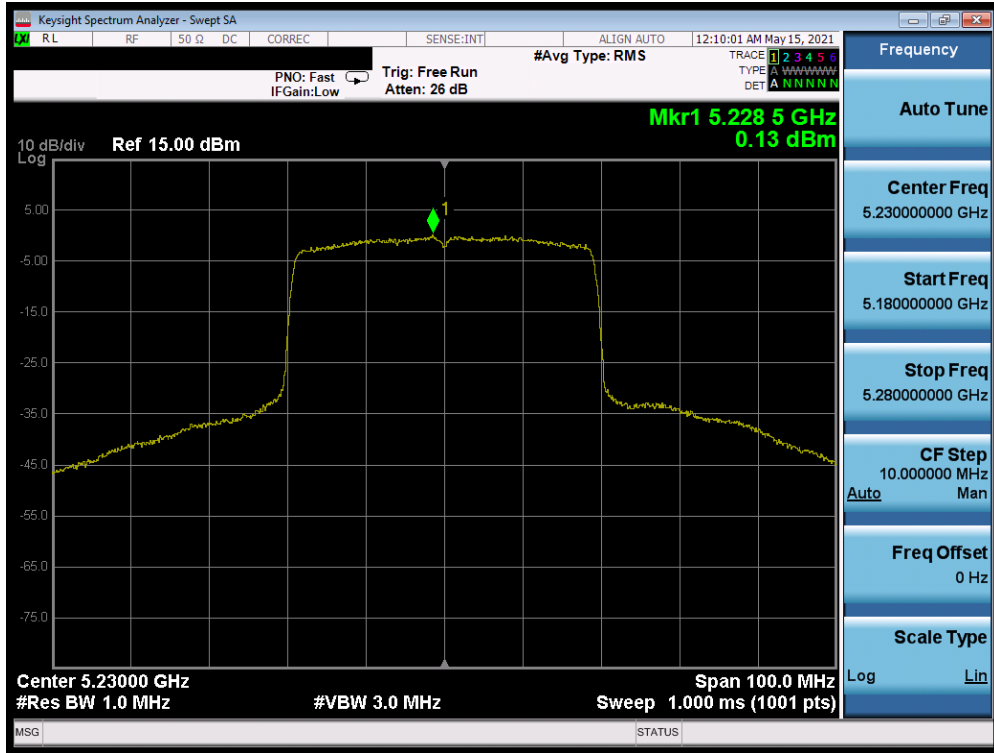 Keysight Spectrum Analyzer - Swept SA
LXI RL RF 50 Ω DC CORREC SENSE:INT ALIGN AUTO 12:10:01 AM May 15, 2021
PNO: Fast
IFGain:Low
Trig: Free Run
Atten: 26 dB
#Avg Type: RMS
TRACE 1 2 3 4 5 6
TYPE A WWWWW
DET A N N N N N
Mkr1 5.228 5 GHz
0.13 dBm
10 dB/div Ref 15.00 dBm
Log
1
5.00
-5.00
-15.0
-25.0
-35.0
-45.0
-55.0
-65.0
-75.0
Center 5.23000 GHz Span 100.0 MHz
#Res BW 1.0 MHz #VBW 3.0 MHz Sweep 1.000 ms (1001 pts)
MSG STATUS
Frequency
Auto Tune
Center Freq
5.230000000 GHz
Start Freq
5.180000000 GHz
Stop Freq
5.280000000 GHz
CF Step
10.000000 MHz
Auto Man
Freq Offset
0 Hz
Scale Type
Log Lin